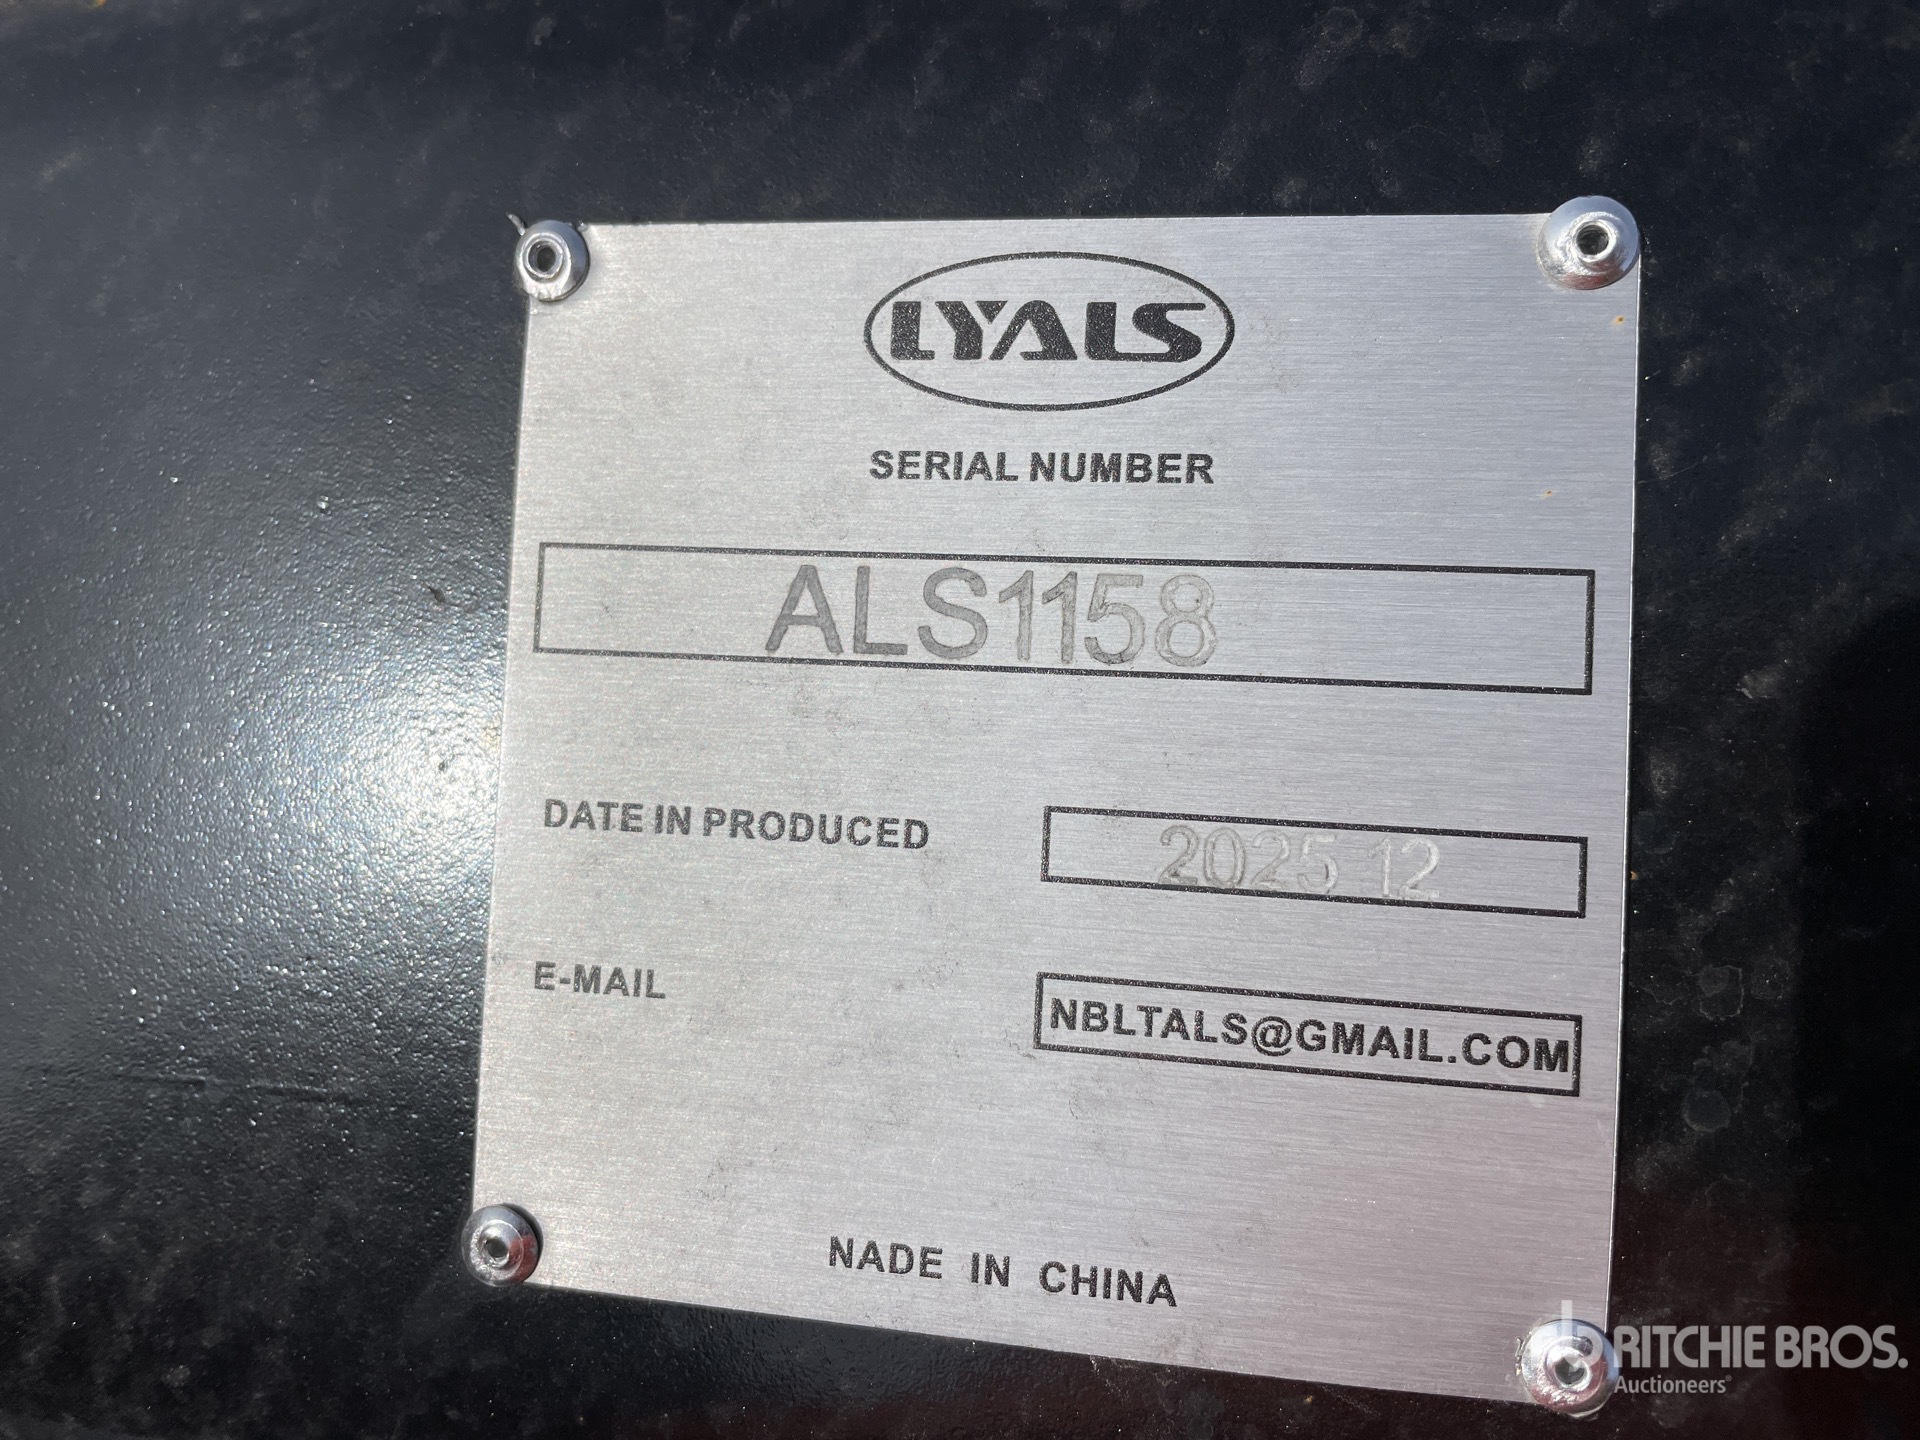 LYALS
SERIAL NUMBER
ALS1158
DATE IN PRODUCED 2025 12
E-MAIL NBLTALS@GMAIL.COM
NADE IN CHINA
rb RITCHIE BROS.
Auctioneers®